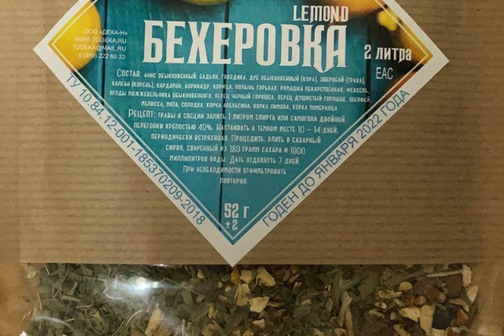 LEMOND
БЕХЕРОВКА
2 ЛИТРА
ЕАС
ООО «ДЕКА-Н»
TDDEKA.RU
TDDEKA@MAIL.RU
СОСТАВ: АНИС ОБЫКНОВЕННЫЙ, БАДЬЯН, ГВОЗДИКА, ДУБ ОБЫКНОВЕННЫЙ (КОРА), ЗВЕРОБОЙ (ТРАВА),
КАЛГАН (КОРЕНЬ), КАРДАМОН, КОРИАНДР, КОРИЦА, ПОЛЫНЬ ГОРЬКАЯ, РОМАШКА ЛЕКАРСТВЕННАЯ, ФЕНХЕЛЬ,
ЯГОДЫ МОЖЖЕВЕЛЬНИКА ОБЫКНОВЕННОГО, ПЕРЕЦ ЧЕРНЫЙ ГОРОШЕК, ПЕРЕЦ ДУШИСТЫЙ ГОРОШЕК, ШАЛФЕЙ,
МЕЛИССА, МЯТА, СОЛОДКА, КОРКА АПЕЛЬСИНА, КОРКА ЛИМОНА, КОРКА ПОМЕРАНЦА
РЕЦЕПТ: ТРАВЫ И СПЕЦИИ ЗАЛИТЬ 1 ЛИТРОМ СПИРТА ИЛИ САМОГОНА ДВОЙНОЙ
ПЕРЕГОНКИ КРЕПОСТЬЮ 40%. НАСТАИВАТЬ В ТЕМНОМ МЕСТЕ 10 – 14 ДНЕЙ,
ПЕРИОДИЧЕСКИ ВСТРЯХИВАЯ. ПРОЦЕДИТЬ, ВЛИТЬ В САХАРНЫЙ
СИРОП, СВАРЕННЫЙ ИЗ 180 ГРАММ САХАРА И 1000
МИЛЛИЛИТРОВ ВОДЫ. ДАТЬ ОТДОХНУТЬ 7 ДНЕЙ.
ПРИ НЕОБХОДИМОСТИ ОТФИЛЬТРОВАТЬ
ПОВТОРНО.
52 Г
±2
ТУ 10.84.12-001-185370209-2018
ГОДЕН ДО ЯНВАРЯ 2022 ГОДА